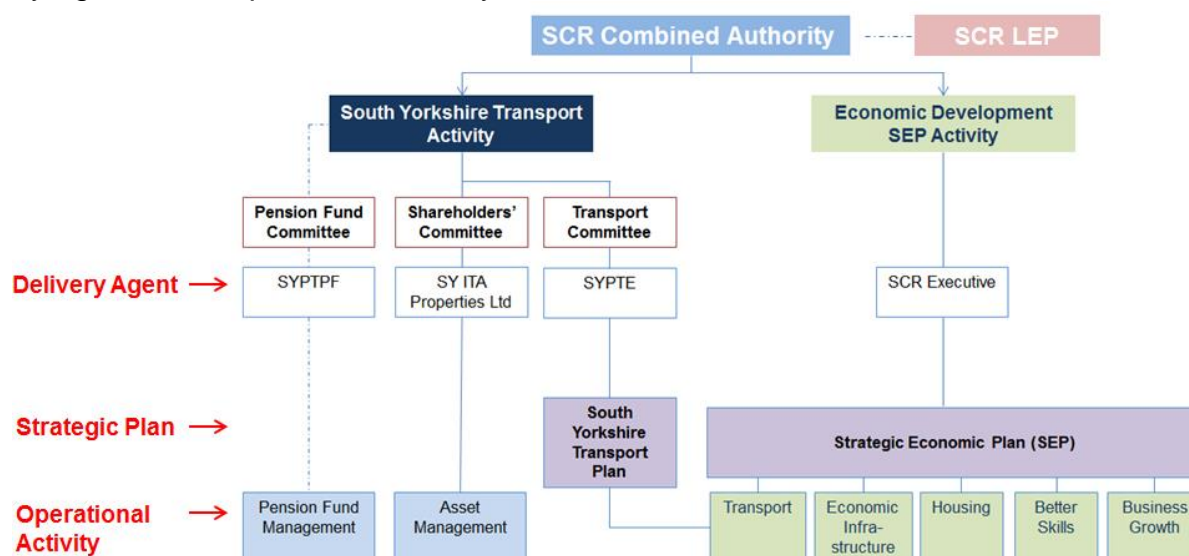 SCR Combined Authority
SCR LEP
South Yorkshire Transport
Activity
Economic Development
SEP Activity
Pension Fund
Committee
Shareholders'
Committee
Transport
Committee
Delivery Agent
SYPTPF
SY ITA
Properties Ltd
SYPTE
SCR Executive
Strategic Plan
South
Yorkshire
Transport
Plan
Strategic Economic Plan (SEP)
Operational
Activity
Pension Fund
Management
Asset
Management
Transport
Economic
Infra-
structure
Housing
Better
Skills
Business
Growth